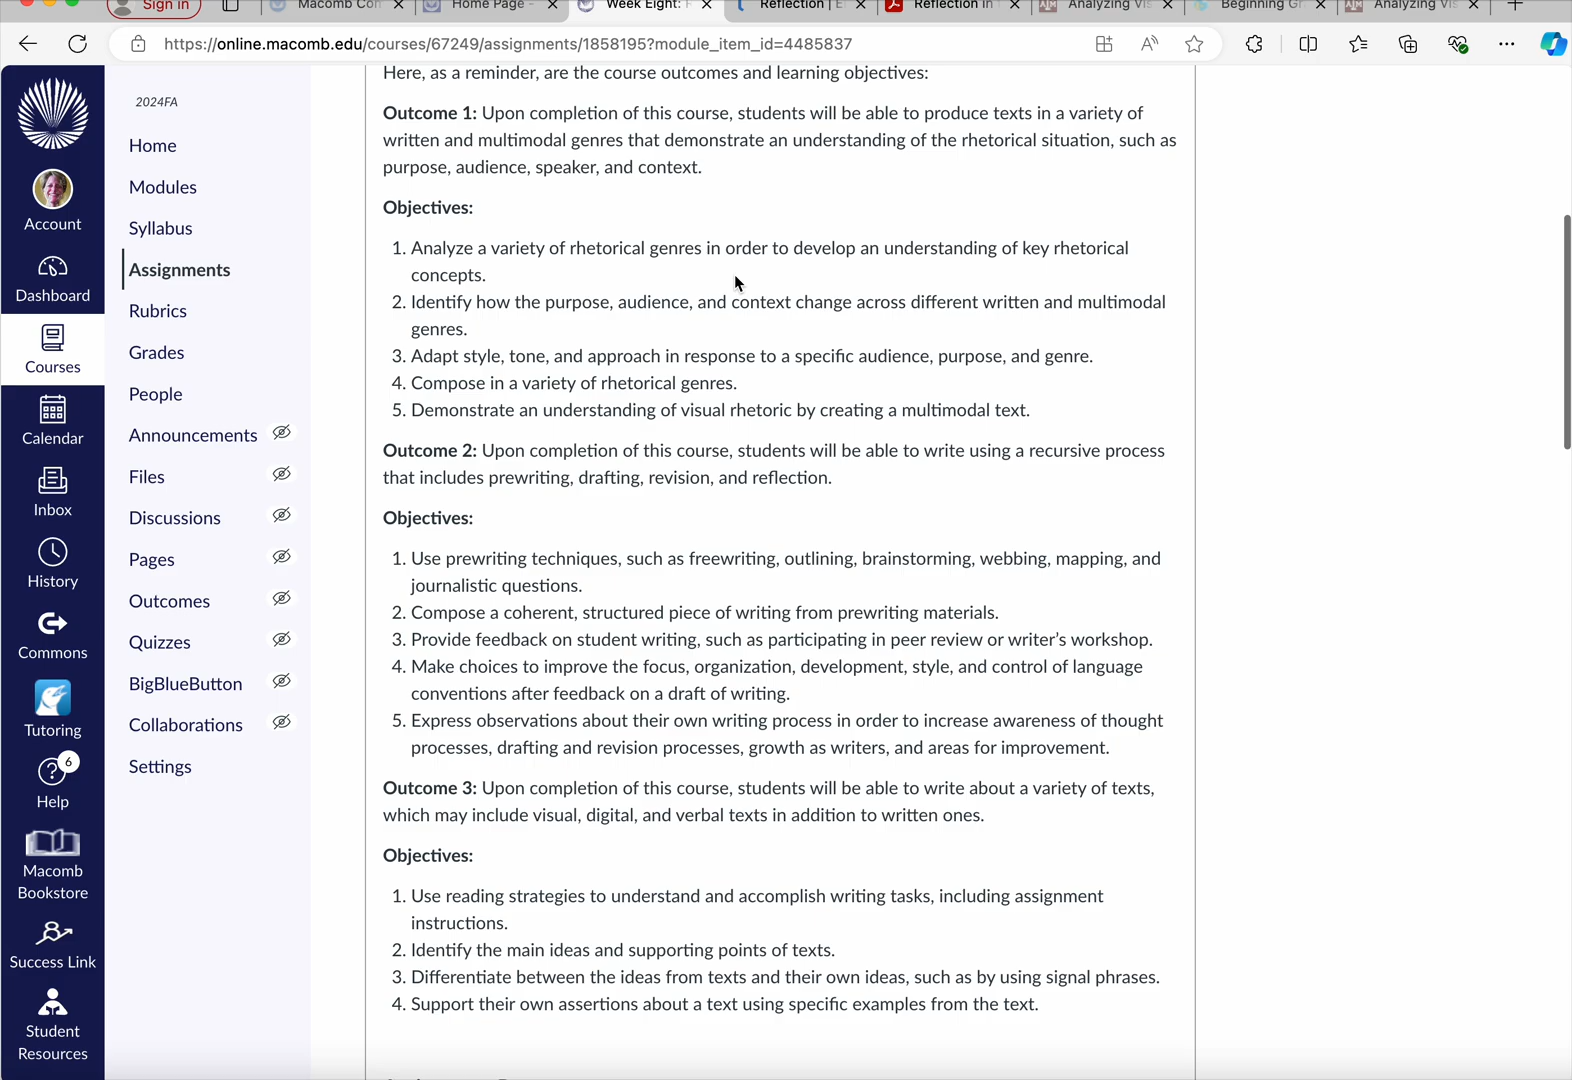 Sign in
Macomb Com
Home Page -
Week Eight: R
Reflection | E
Reflection in
Analyzing Vis
Beginning Gr
Analyzing Vis
https://online.macomb.edu/courses/67249/assignments/1858195?module_item_id=4485837
Account
Dashboard
Courses
Calendar
Inbox
History
Commons
Tutoring
6
Help
Macomb
Bookstore
Success Link
Student
Resources
2024FA
Home
Modules
Syllabus
Assignments
Rubrics
Grades
People
Announcements
Files
Discussions
Pages
Outcomes
Quizzes
BigBlueButton
Collaborations
Settings
Here, as a reminder, are the course outcomes and learning objectives:
Outcome 1: Upon completion of this course, students will be able to produce texts in a variety of
written and multimodal genres that demonstrate an understanding of the rhetorical situation, such as
purpose, audience, speaker, and context.
Objectives:
1. Analyze a variety of rhetorical genres in order to develop an understanding of key rhetorical
concepts.
2. Identify how the purpose, audience, and context change across different written and multimodal
genres.
3. Adapt style, tone, and approach in response to a specific audience, purpose, and genre.
4. Compose in a variety of rhetorical genres.
5. Demonstrate an understanding of visual rhetoric by creating a multimodal text.
Outcome 2: Upon completion of this course, students will be able to write using a recursive process
that includes prewriting, drafting, revision, and reflection.
Objectives:
1. Use prewriting techniques, such as freewriting, outlining, brainstorming, webbing, mapping, and
journalistic questions.
2. Compose a coherent, structured piece of writing from prewriting materials.
3. Provide feedback on student writing, such as participating in peer review or writer's workshop.
4. Make choices to improve the focus, organization, development, style, and control of language
conventions after feedback on a draft of writing.
5. Express observations about their own writing process in order to increase awareness of thought
processes, drafting and revision processes, growth as writers, and areas for improvement.
Outcome 3: Upon completion of this course, students will be able to write about a variety of texts,
which may include visual, digital, and verbal texts in addition to written ones.
Objectives:
1. Use reading strategies to understand and accomplish writing tasks, including assignment
instructions.
2. Identify the main ideas and supporting points of texts.
3. Differentiate between the ideas from texts and their own ideas, such as by using signal phrases.
4. Support their own assertions about a text using specific examples from the text.